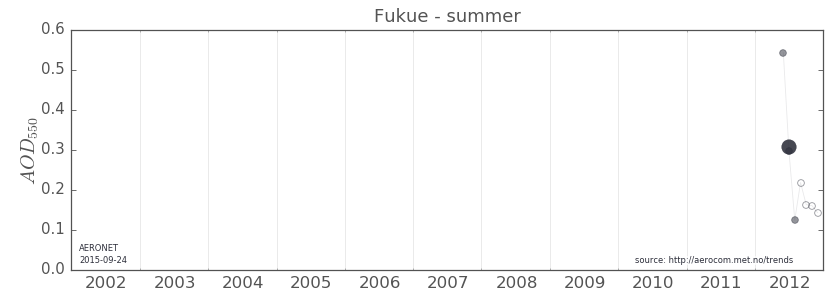 Fukue - summer
0.6
0.5
0.4
0.3
0.2
0.1
0.0
AOD550
AERONET
2015-09-24
source: http://aerocom.met.no/trends
2002 2003 2004 2005 2006 2007 2008 2009 2010 2011 2012